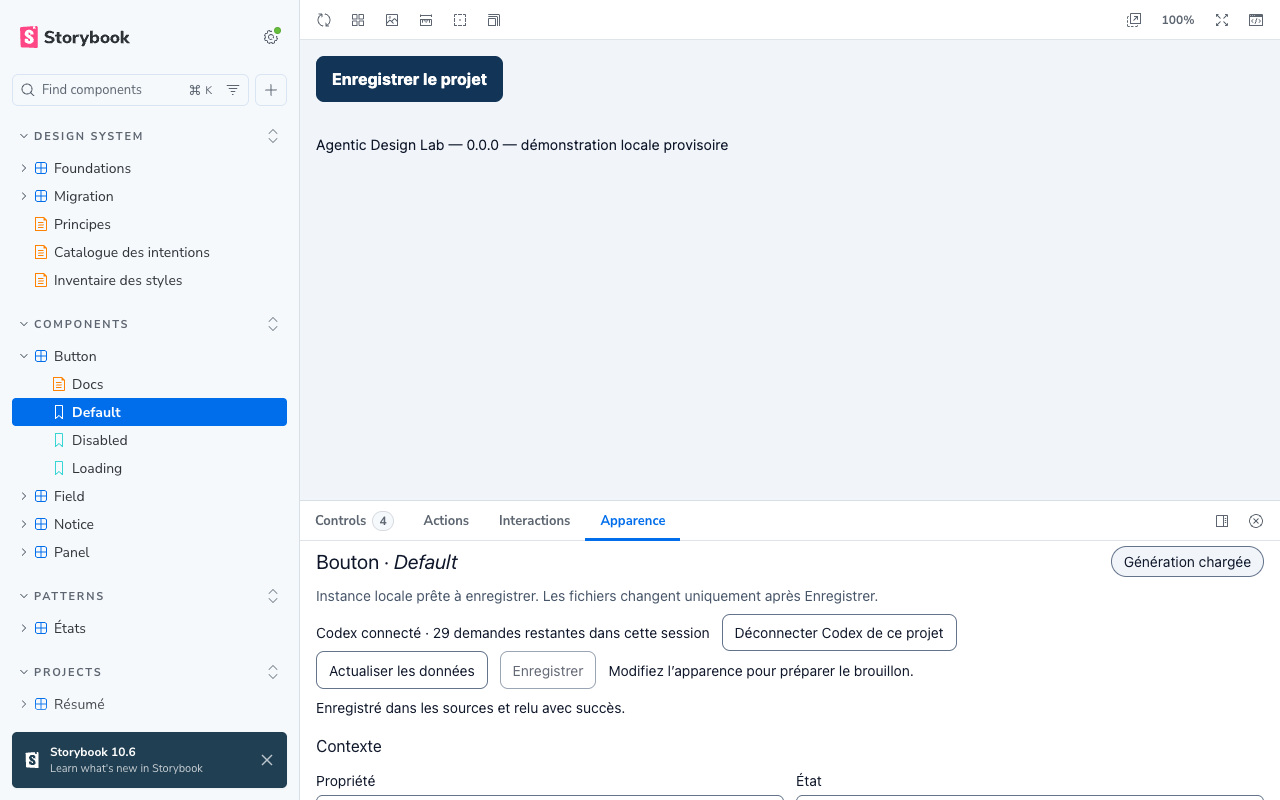 Storybook
Find components
⌘ K
DESIGN SYSTEM
Foundations
Migration
Principes
Catalogue des intentions
Inventaire des styles
COMPONENTS
Button
Docs
Default
Disabled
Loading
Field
Notice
Panel
PATTERNS
États
PROJECTS
Résumé
Storybook 10.6
Learn what's new in Storybook
100%
Enregistrer le projet
Agentic Design Lab — 0.0.0 — démonstration locale provisoire
Controls 4 Actions Interactions Apparence
Bouton · Default
Génération chargée
Instance locale prête à enregistrer. Les fichiers changent uniquement après Enregistrer.
Codex connecté · 29 demandes restantes dans cette session Déconnecter Codex de ce projet
Actualiser les données Enregistrer Modifiez l’apparence pour préparer le brouillon.
Enregistré dans les sources et relu avec succès.
Contexte
Propriété État